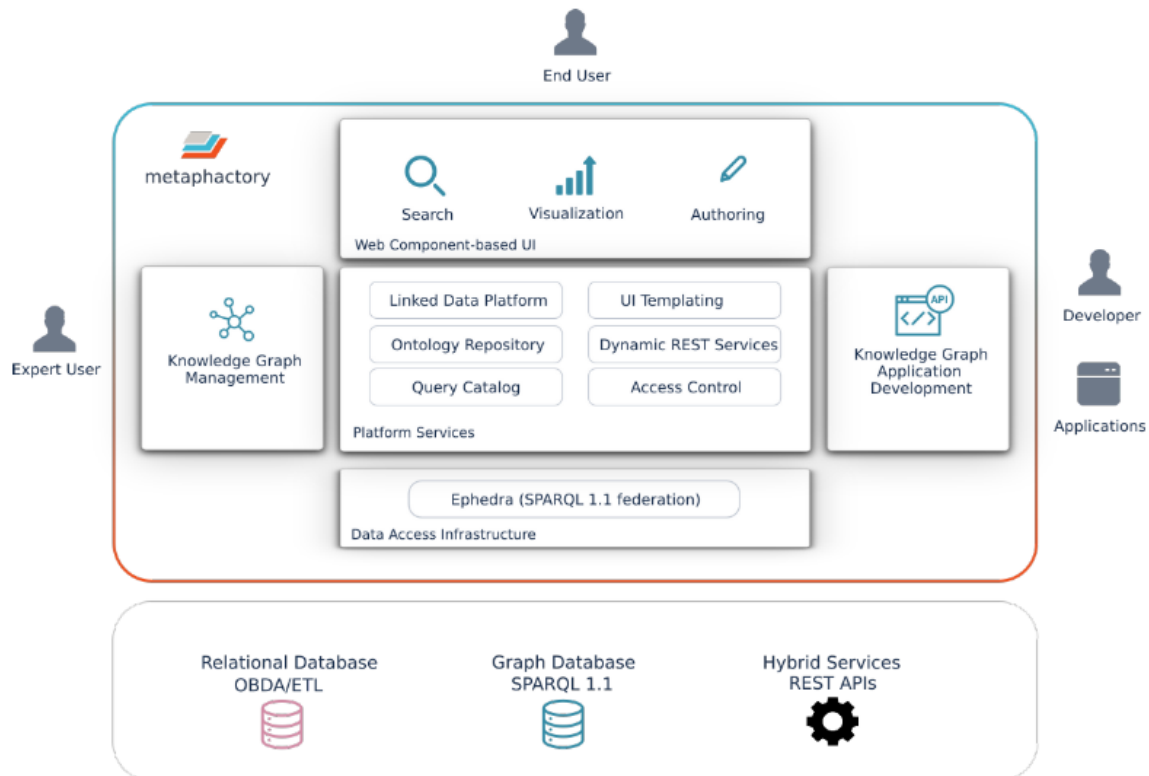 End User
metaphactory
Search
Visualization
Authoring
Web Component-based UI
Expert User
Knowledge Graph
Management
Linked Data Platform
UI Templating
Ontology Repository
Dynamic REST Services
Query Catalog
Access Control
Platform Services
API
Knowledge Graph
Application
Development
Developer
Applications
Ephedra (SPARQL 1.1 federation)
Data Access Infrastructure
Relational Database
OBDA/ETL
Graph Database
SPARQL 1.1
Hybrid Services
REST APIs